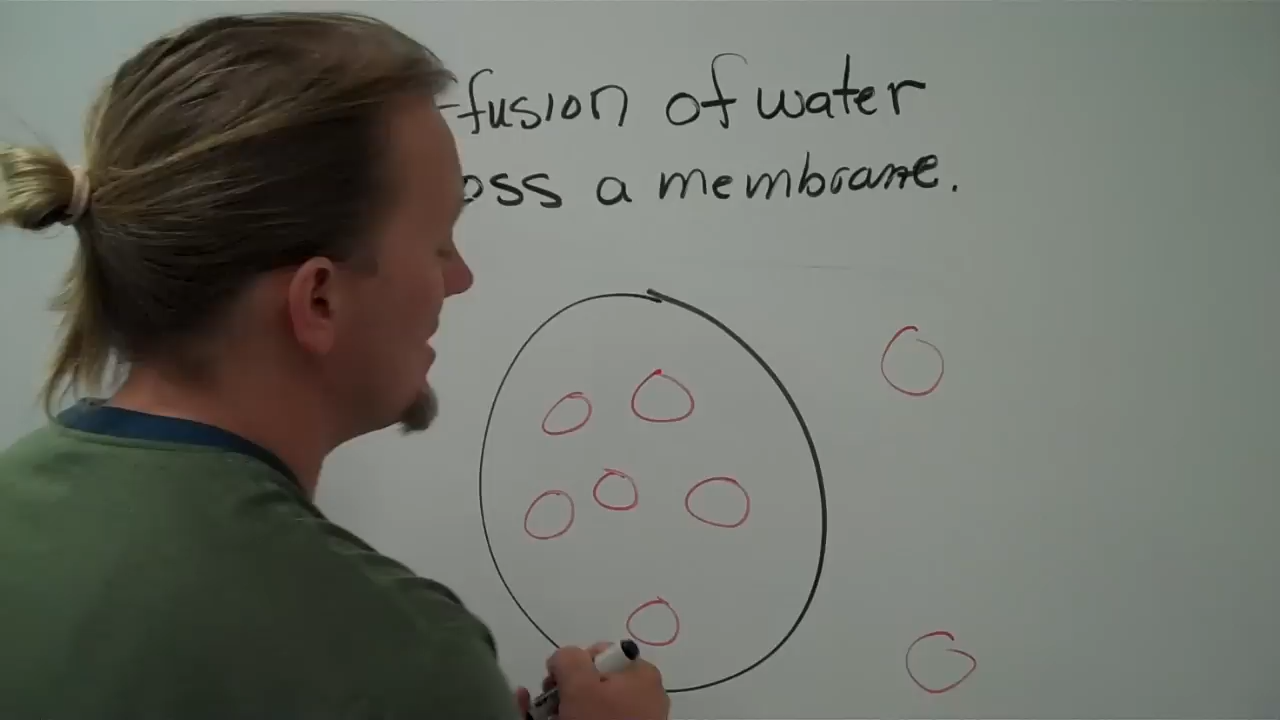 -fusion of water
oss a membrane.